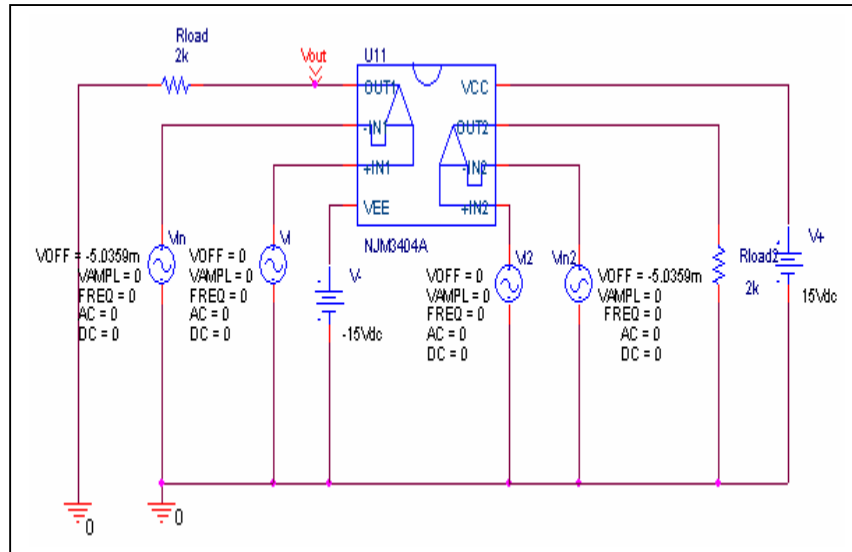 Rload
2k
Vout
U11
OUT1
VCC
-IN1
OUT2
+IN1
-IN2
VEE
+IN2
NJM3404A
Vin
VOFF = -5.0359m
VAMPL = 0
FREQ = 0
AC = 0
DC = 0
VI
VOFF = 0
VAMPL = 0
FREQ = 0
AC = 0
DC = 0
V-
-15Vdc
VI2
VOFF = 0
VAMPL = 0
FREQ = 0
AC = 0
DC = 0
Vin2
VOFF = -5.0359m
VAMPL = 0
FREQ = 0
AC = 0
DC = 0
Rload2
2k
V+
15Vdc
0
0